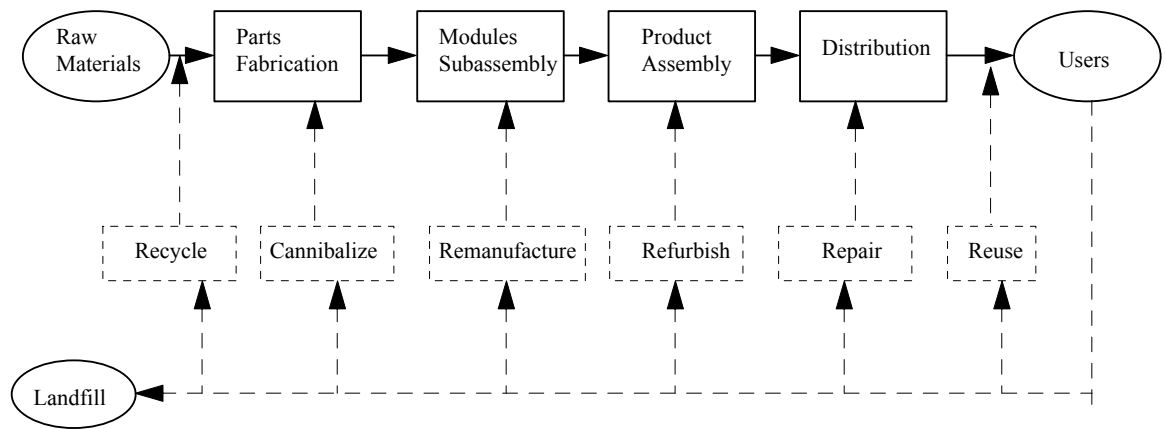 Raw
Materials
Parts
Fabrication
Modules
Subassembly
Product
Assembly
Distribution
Users
Recycle
Cannibalize
Remanufacture
Refurbish
Repair
Reuse
Landfill